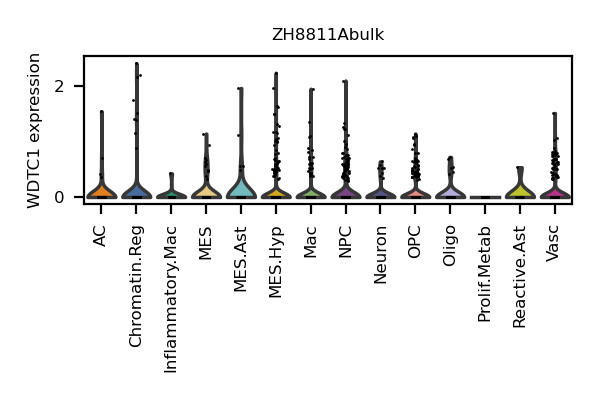 ZH8811Abulk
WDTC1 expression
2
0
AC
Chromatin.Reg
Inflammatory.Mac
MES
MES.Ast
MES.Hyp
Mac
NPC
Neuron
OPC
Oligo
Prolif.Metab
Reactive.Ast
Vasc